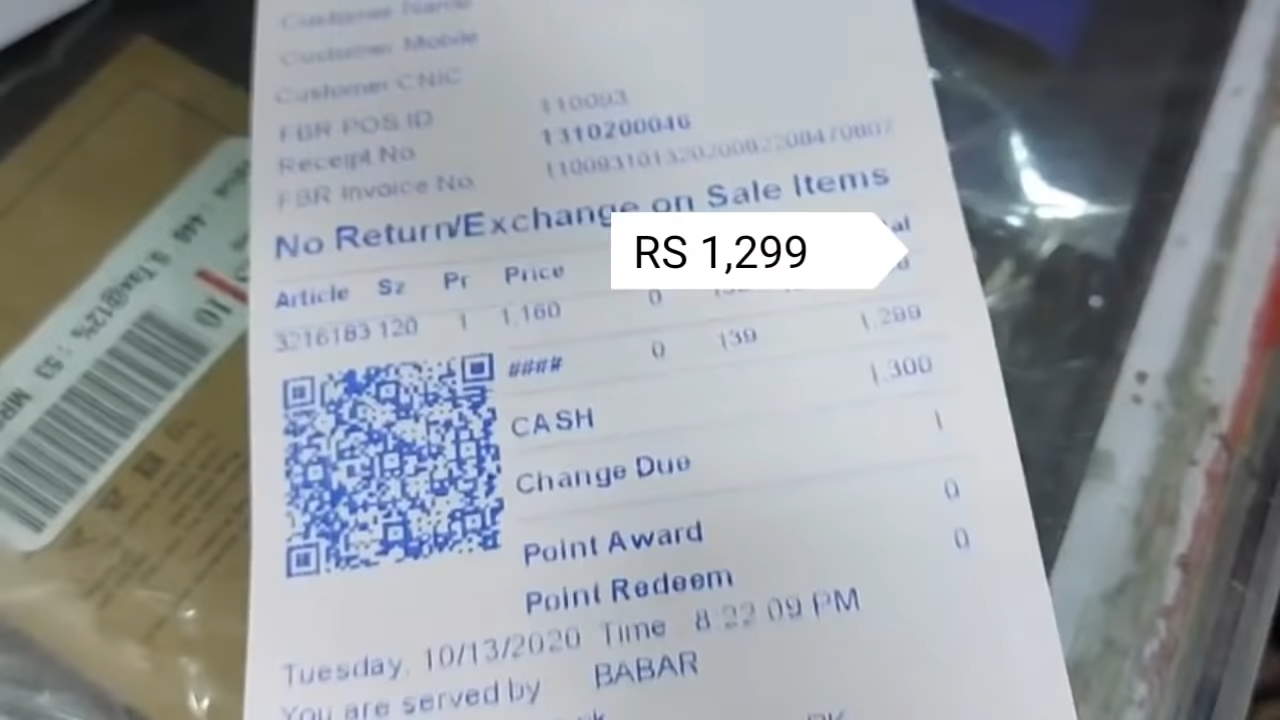 Customer Name
Customer Mobile
Customer CNIC
FBR POS ID 110093
Receipt No 1310200046
FBR Invoice No.
No Return/Exchange on Sale Items
RS 1,299
Article Sz Pr Price
3216183 120 1 1,160 0
#### 0 139 1,299
CASH 1,300
Change Due 1
Point Award 0
Point Redeem 0
Tuesday, 10/13/2020 Time 8:22:09 PM
You are served by BABAR
S.Tax@12% : 53